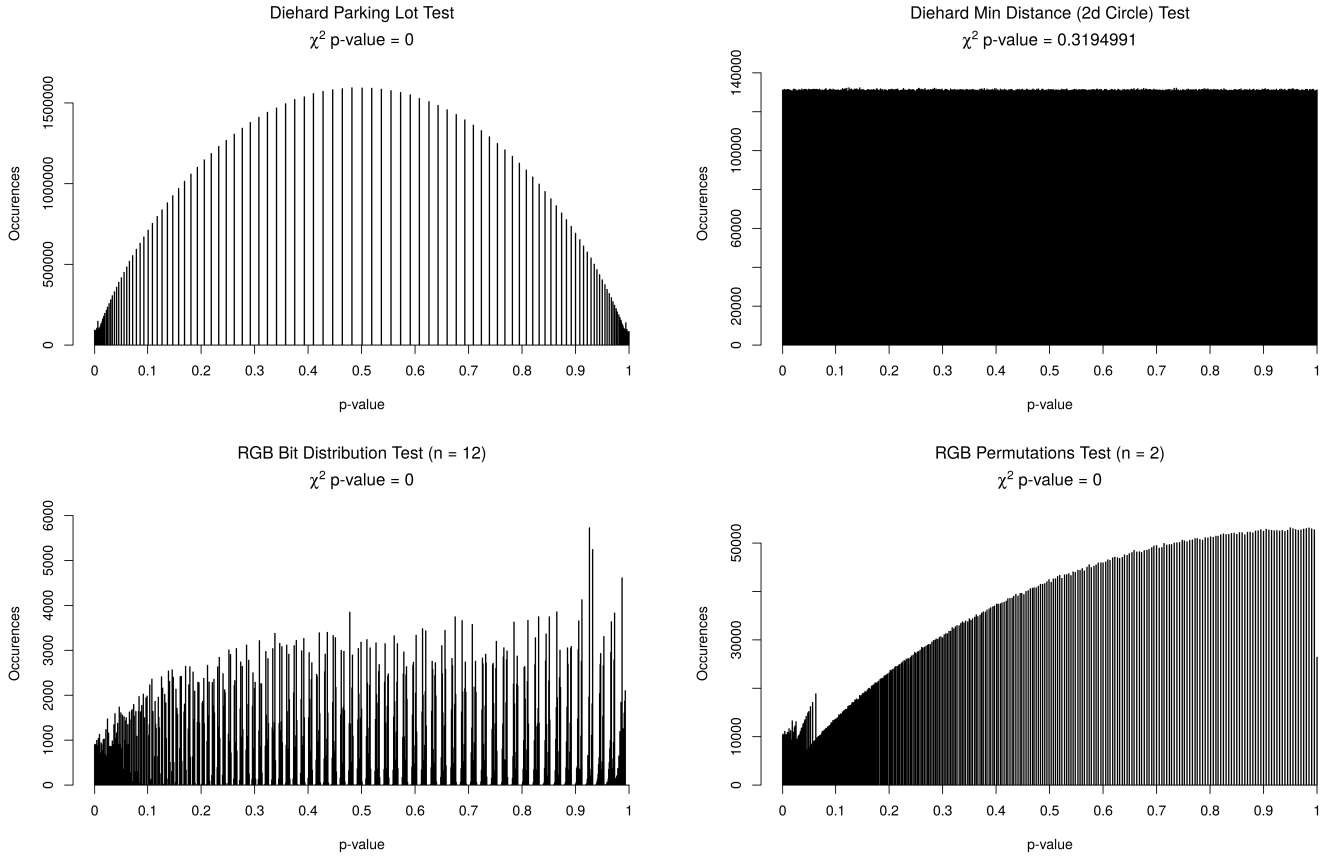 Diehard Parking Lot Test
χ² p-value = 0
Occurences
0
500000
1000000
1500000
0 0.1 0.2 0.3 0.4 0.5 0.6 0.7 0.8 0.9 1
p-value
Diehard Min Distance (2d Circle) Test
χ² p-value = 0.3194991
Occurences
0
20000
60000
100000
140000
0 0.1 0.2 0.3 0.4 0.5 0.6 0.7 0.8 0.9 1
p-value
RGB Bit Distribution Test (n = 12)
χ² p-value = 0
Occurences
0
1000
2000
3000
4000
5000
6000
0 0.1 0.2 0.3 0.4 0.5 0.6 0.7 0.8 0.9 1
p-value
RGB Permutations Test (n = 2)
χ² p-value = 0
Occurences
0
10000
30000
50000
0 0.1 0.2 0.3 0.4 0.5 0.6 0.7 0.8 0.9 1
p-value